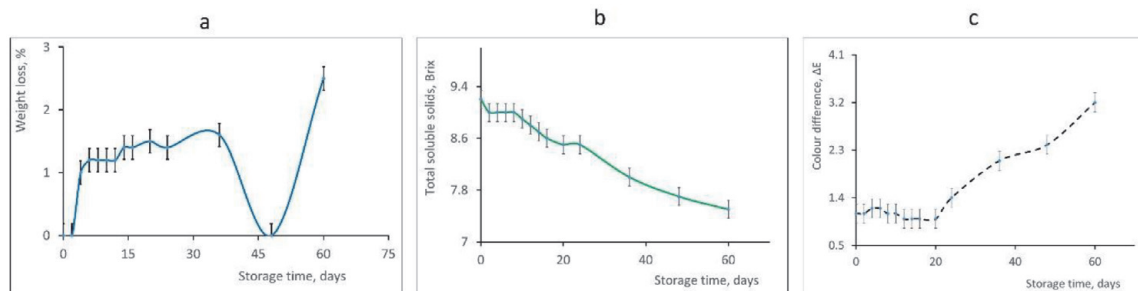 a
Weight loss, %
3
2
1
0
0 15 30 45 60 75
Storage time, days
b
Total soluble solids, Brix
9.4
8.6
7.8
7
0 20 40 60
Storage time, days
c
Colour difference, ΔE
4.1
3.2
2.3
1.4
0.5
0 20 40 60
Storage time, days